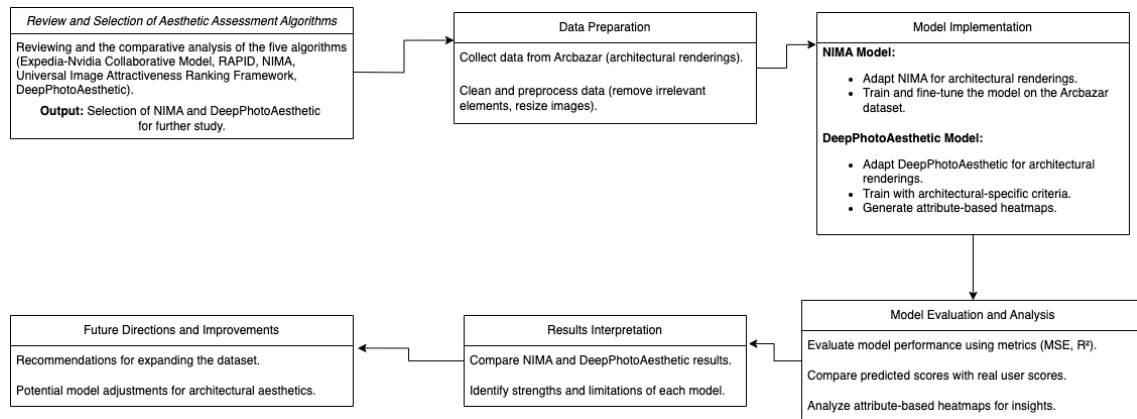 Review and Selection of Aesthetic Assessment Algorithms
Reviewing and the comparative analysis of the five algorithms
(Expedia-Nvidia Collaborative Model, RAPID, NIMA,
Universal Image Attractiveness Ranking Framework,
DeepPhotoAesthetic).
Output: Selection of NIMA and DeepPhotoAesthetic
for further study.
Data Preparation
Collect data from Arcbazar (architectural renderings).
Clean and preprocess data (remove irrelevant
elements, resize images).
Model Implementation
NIMA Model:
• Adapt NIMA for architectural renderings.
• Train and fine-tune the model on the Arcbazar
dataset.
DeepPhotoAesthetic Model:
• Adapt DeepPhotoAesthetic for architectural
renderings.
• Train with architectural-specific criteria.
• Generate attribute-based heatmaps.
Model Evaluation and Analysis
Evaluate model performance using metrics (MSE, R²).
Compare predicted scores with real user scores.
Analyze attribute-based heatmaps for insights.
Results Interpretation
Compare NIMA and DeepPhotoAesthetic results.
Identify strengths and limitations of each model.
Future Directions and Improvements
Recommendations for expanding the dataset.
Potential model adjustments for architectural aesthetics.